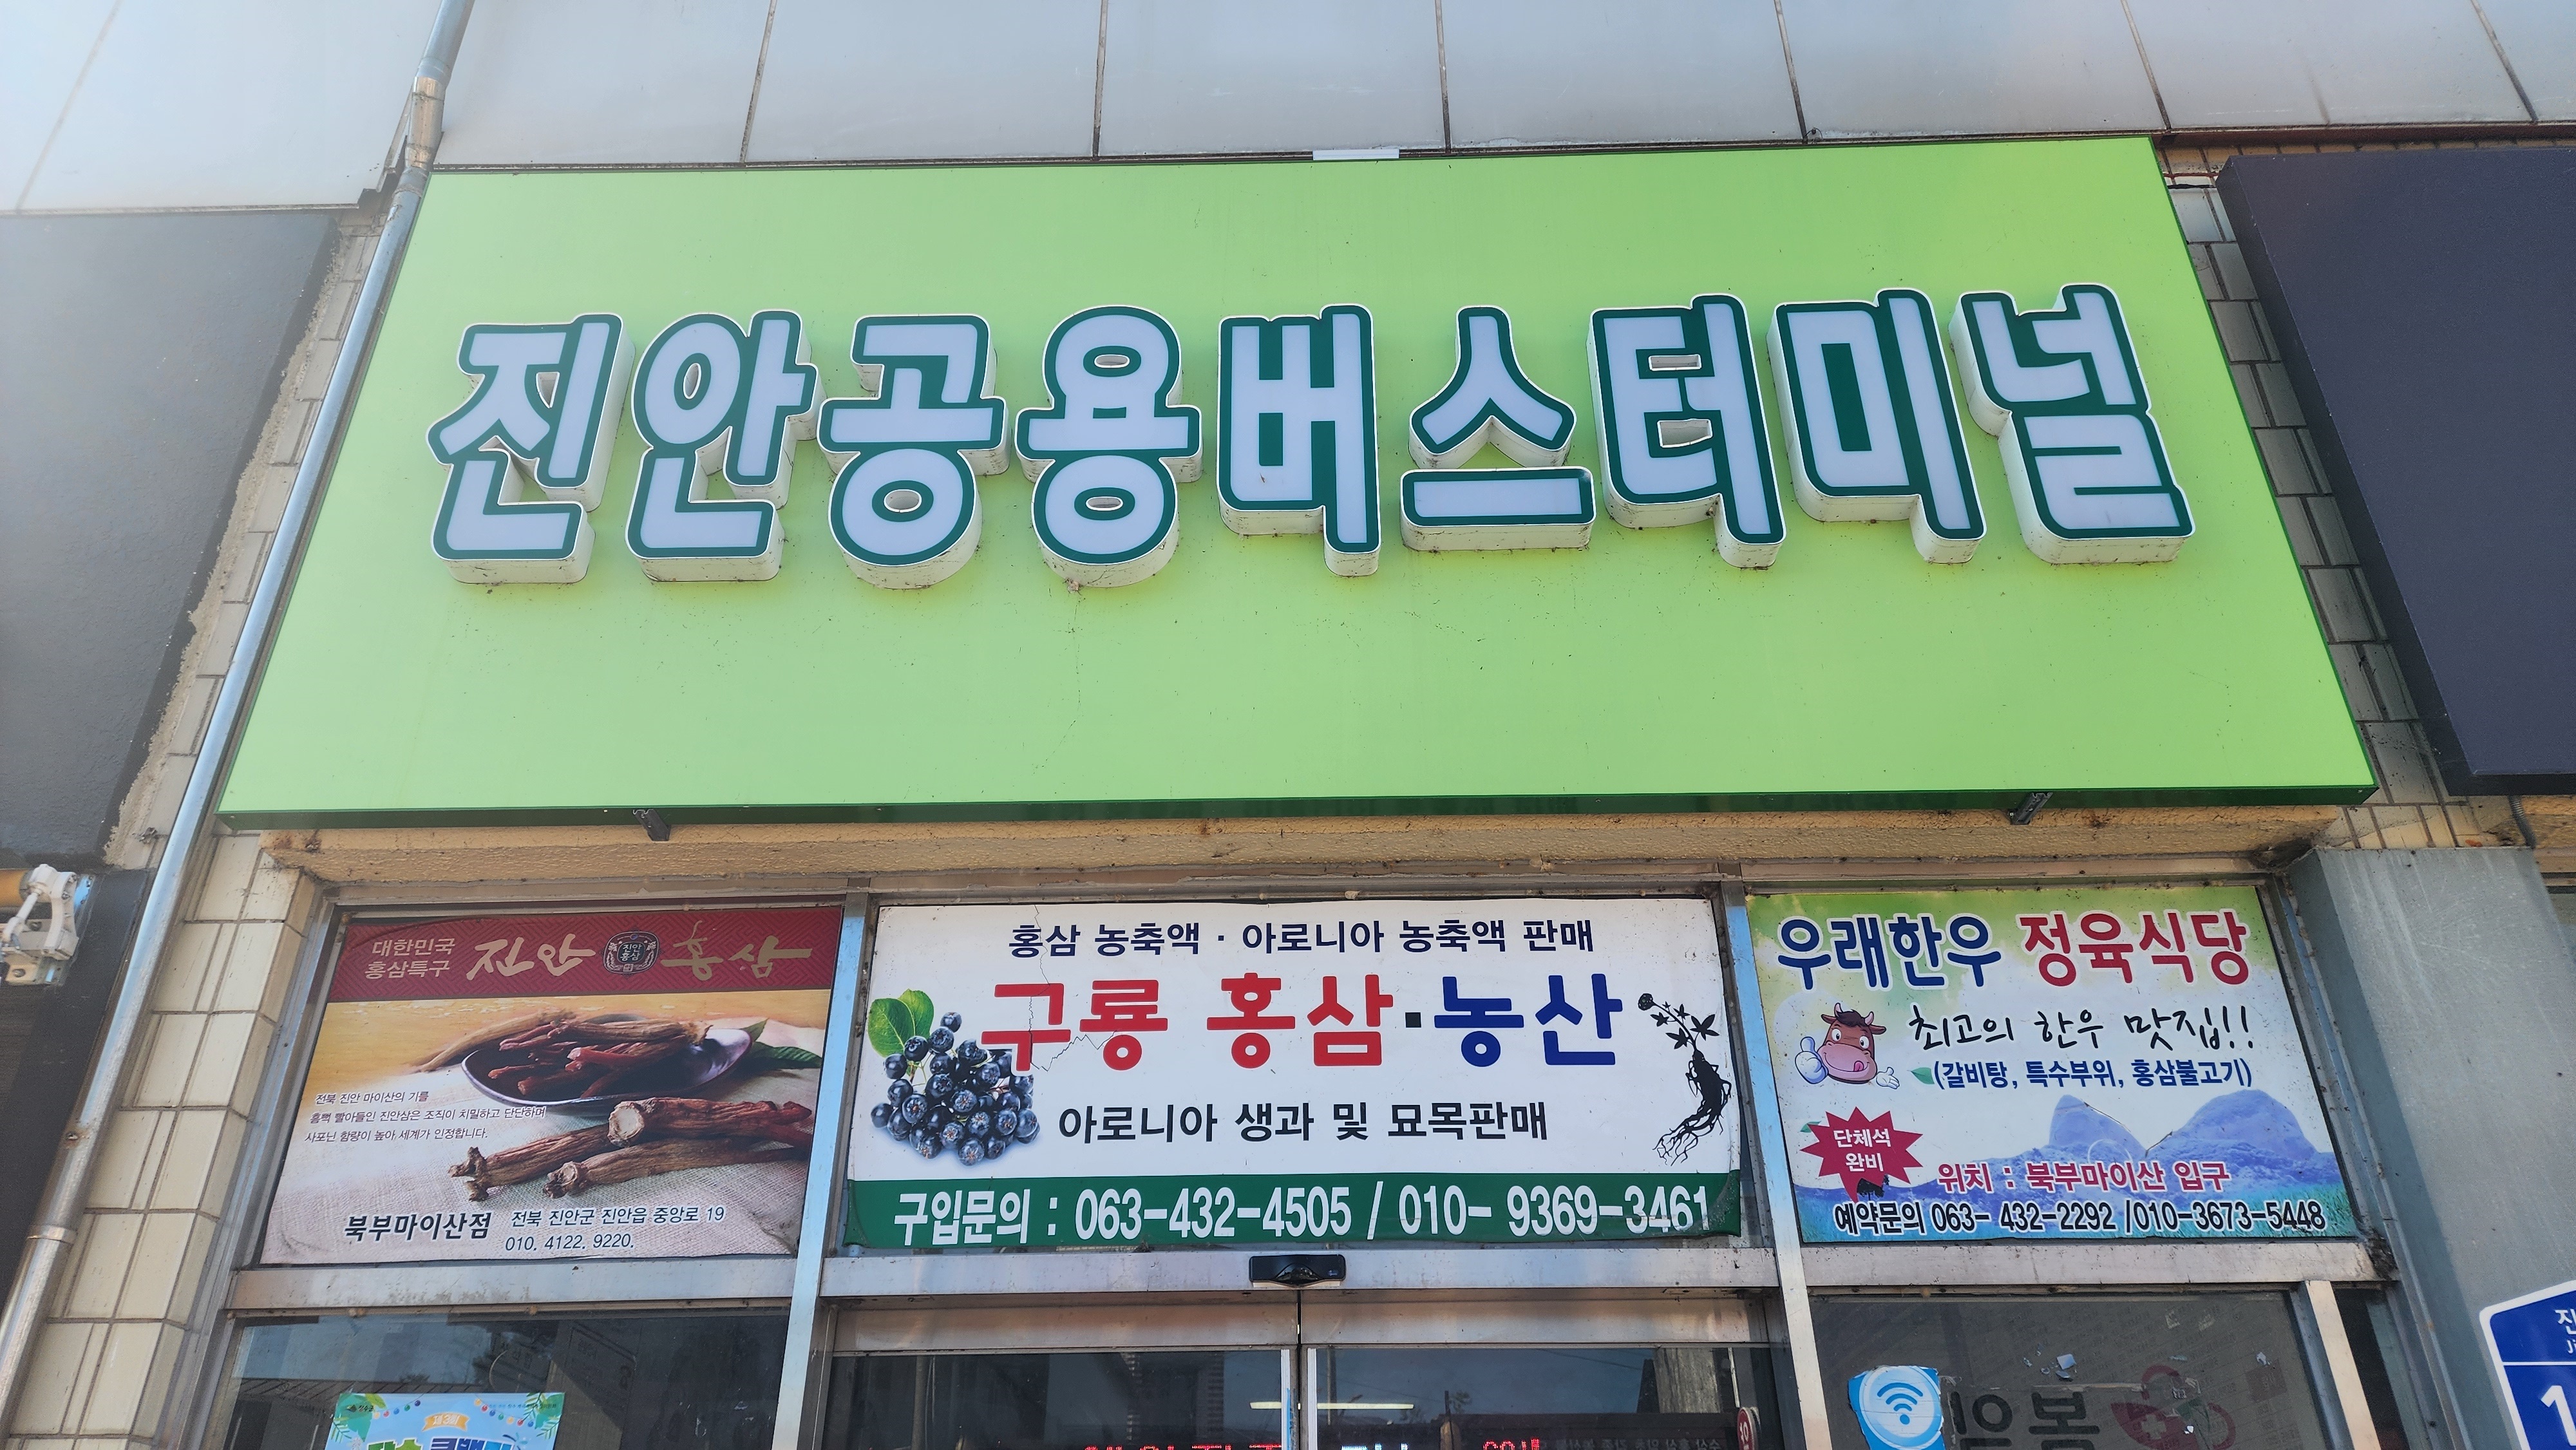 진안공용버스터미널
대한민국
홍삼특구
진안 홍삼
진안
홍삼
전북 진안 마이산의 기를
흠뻑 빨아들인 진안삼은 조직이 치밀하고 단단하며
사포닌 함량이 높아 세계가 인정합니다.
북부마이산점 전북 진안군 진안읍 중앙로 19
010. 4122. 9220.
홍삼 농축액 · 아로니아 농축액 판매
구룡 홍삼·농산
아로니아 생과 및 묘목판매
구입문의 : 063-432-4505 / 010- 9369-3461
우래한우 정육식당
최고의 한우 맛집!!
(갈비탕, 특수부위, 홍삼불고기)
단체석
완비
위치 : 북부마이산 입구
예약문의 063- 432-2292 /010-3673-5448
제3회